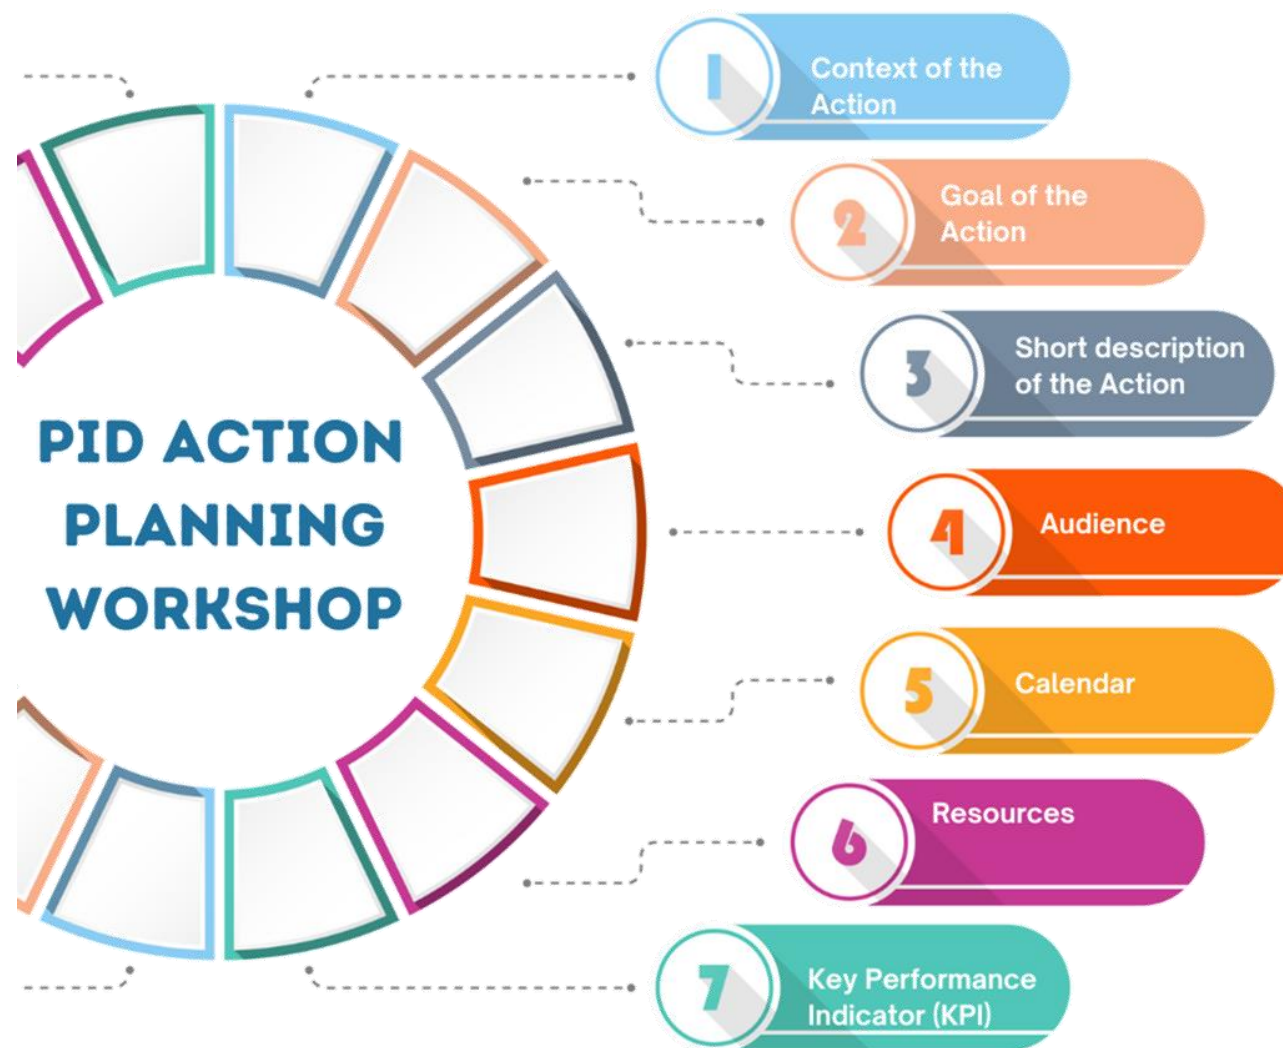 PID ACTION
PLANNING
WORKSHOP
1
Context of the
Action
2
Goal of the
Action
3
Short description
of the Action
4
Audience
5
Calendar
6
Resources
7
Key Performance
Indicator (KPI)